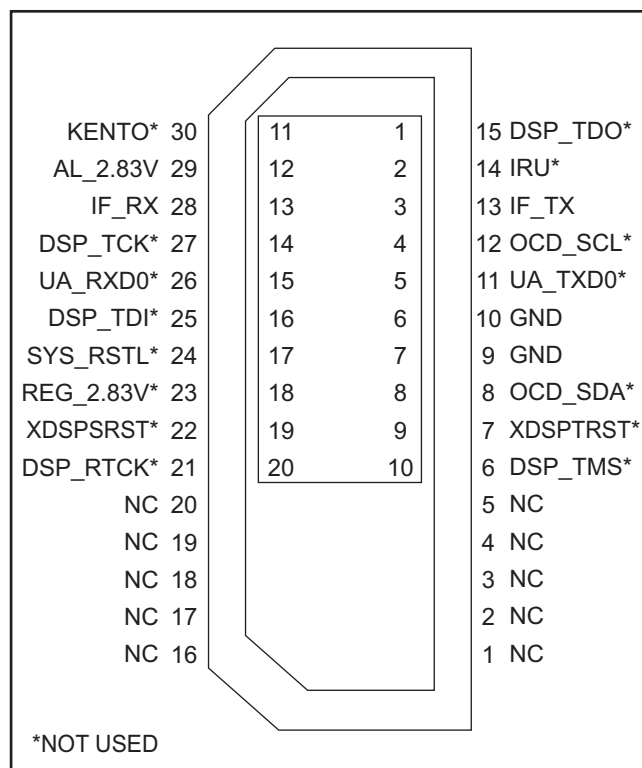 KENTO* 30 11 1 15 DSP_TDO*
AL_2.83V 29 12 2 14 IRU*
IF_RX 28 13 3 13 IF_TX
DSP_TCK* 27 14 4 12 OCD_SCL*
UA_RXD0* 26 15 5 11 UA_TXD0*
DSP_TDI* 25 16 6 10 GND
SYS_RSTL* 24 17 7 9 GND
REG_2.83V* 23 18 8 8 OCD_SDA*
XDSPSRST* 22 19 9 7 XDSPTRST*
DSP_RTCK* 21 20 10 6 DSP_TMS*
NC 20 5 NC
NC 19 4 NC
NC 18 3 NC
NC 17 2 NC
NC 16 1 NC
*NOT USED